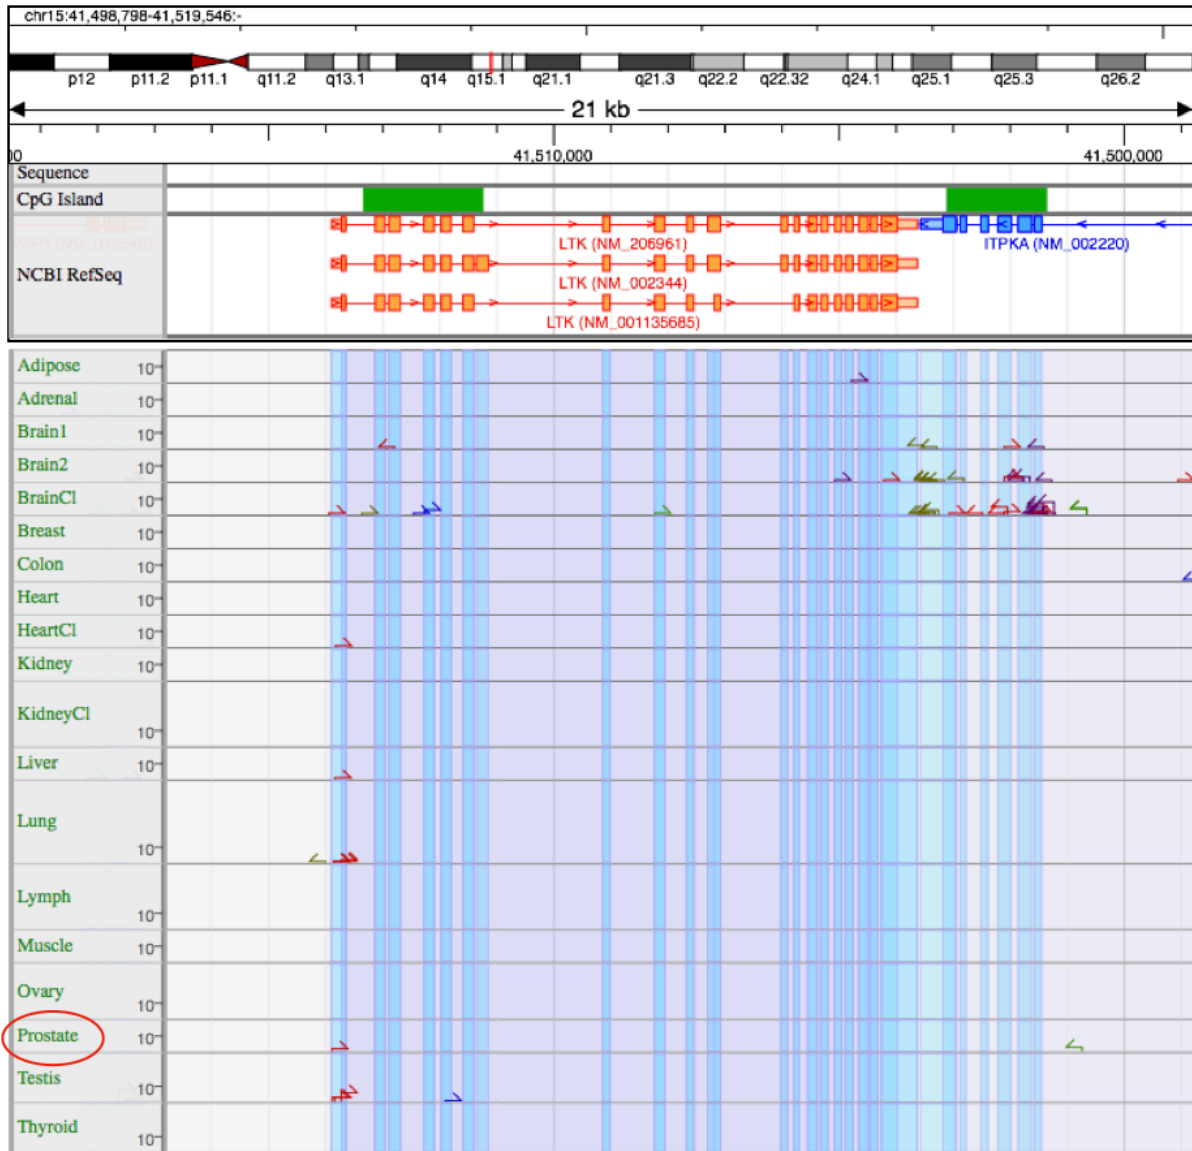 chr15:41,498,798-41,519,546:-
p12 p11.2 p11.1 q11.2 q13.1 q14 q15.1 q21.1 q21.3 q22.2 q22.32 q24.1 q25.1 q25.3 q26.2
21 kb
00 41,510,000 41,500,000
Sequence
CpG Island
PAP1 (NM_018640)
LTK (NM_206961) ITPKA (NM_002220)
NCBI RefSeq
LTK (NM_002344)
LTK (NM_001135685)
Adipose 10
Adrenal 10
Brain1 10
Brain2 10
BrainCl 10
Breast 10
Colon 10
Heart 10
HeartCl 10
Kidney 10
KidneyCl 10
Liver 10
Lung 10
Lymph 10
Muscle 10
Ovary 10
Prostate 10
Testis 10
Thyroid 10